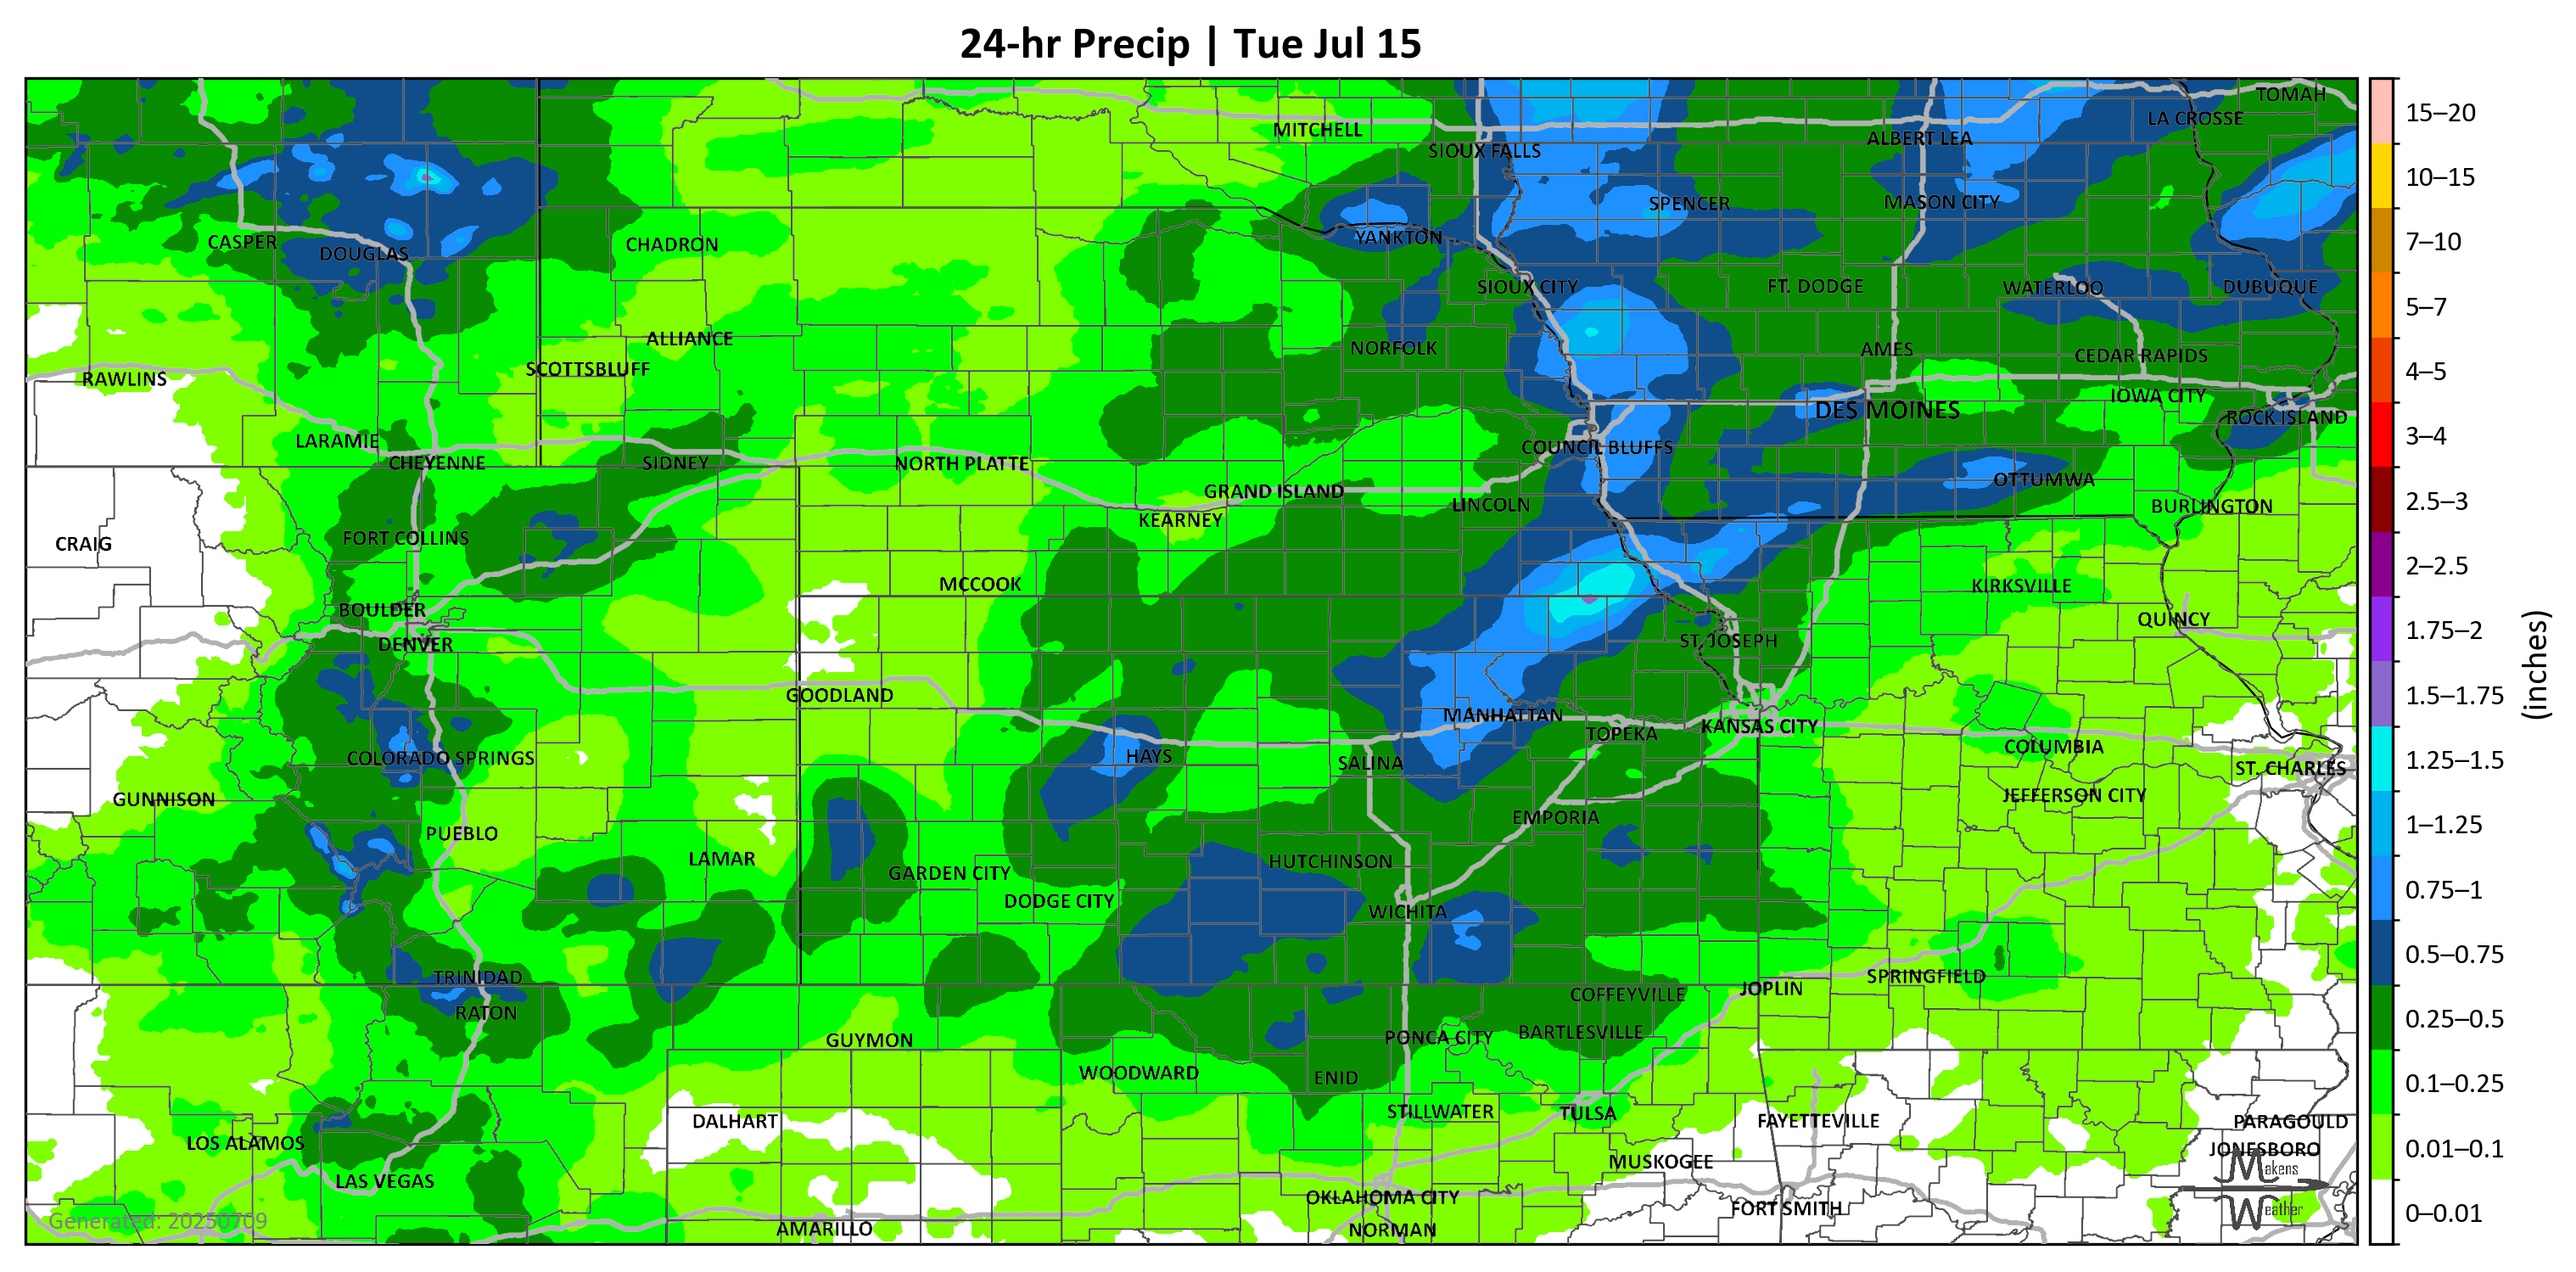 24-hr Precip | Tue Jul 15
TOMAH
LA CROSSE
MITCHELL
ALBERT LEA
SIOUX FALLS
SPENCER
MASON CITY
YANKTON
CASPER
CHADRON
DOUGLAS
SIOUX CITY
FT. DODGE
WATERLOO
DUBUQUE
ALLIANCE
NORFOLK
AMES
CEDAR RAPIDS
SCOTTSBLUFF
RAWLINS
IOWA CITY
DES MOINES
ROCK ISLAND
LARAMIE
COUNCIL BLUFFS
CHEYENNE
SIDNEY
NORTH PLATTE
OTTUMWA
GRAND ISLAND
LINCOLN
BURLINGTON
KEARNEY
FORT COLLINS
CRAIG
MCCOOK
KIRKSVILLE
BOULDER
QUINCY
DENVER
ST. JOSEPH
GOODLAND
MANHATTAN
KANSAS CITY
TOPEKA
COLUMBIA
COLORADO SPRINGS
HAYS
SALINA
ST. CHARLES
GUNNISON
JEFFERSON CITY
EMPORIA
PUEBLO
LAMAR
HUTCHINSON
GARDEN CITY
DODGE CITY
WICHITA
TRINIDAD
SPRINGFIELD
JOPLIN
COFFEYVILLE
RATON
BARTLESVILLE
PONCA CITY
GUYMON
WOODWARD
ENID
STILLWATER
TULSA
DALHART
FAYETTEVILLE
PARAGOULD
LOS ALAMOS
JONESBORO
MUSKOGEE
LAS VEGAS
OKLAHOMA CITY
FORT SMITH
AMARILLO
NORMAN
Generated: 20250709
Makens
Weather
15–20
10–15
7–10
5–7
4–5
3–4
2.5–3
2–2.5
1.75–2
1.5–1.75
1.25–1.5
1–1.25
0.75–1
0.5–0.75
0.25–0.5
0.1–0.25
0.01–0.1
0–0.01
(inches)